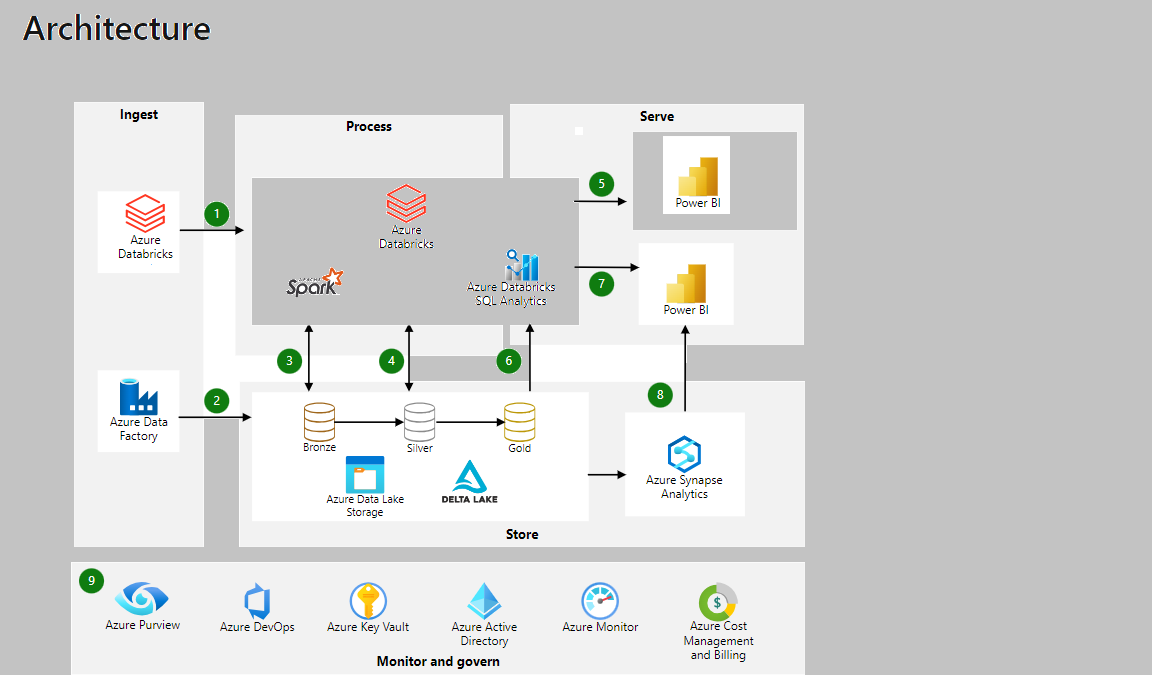 Architecture
Ingest
Process
Serve
Azure
Databricks
1
Azure Data
Factory
2
Azure
Databricks
APACHE
Spark
Azure Databricks
SQL Analytics
5
Power BI
7
Power BI
3
4
6
8
Bronze
Silver
Gold
Azure Data Lake
Storage
DELTA LAKE
Azure Synapse
Analytics
Store
9
Azure Purview
Azure DevOps
Azure Key Vault
Azure Active
Directory
Azure Monitor
$
Azure Cost
Management
and Billing
Monitor and govern